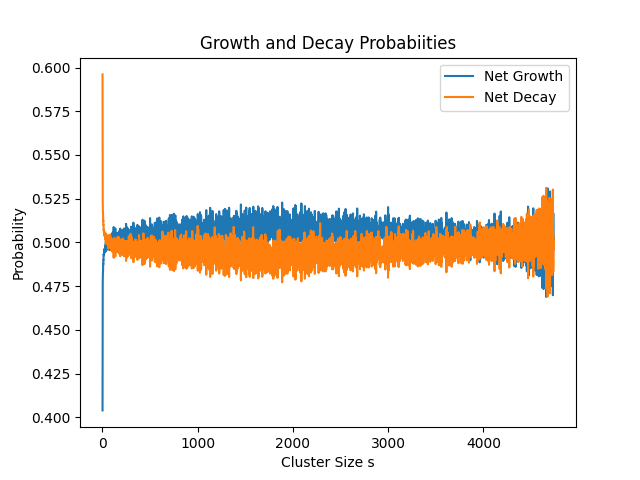 Growth and Decay Probabiities
Net Growth
Net Decay
0.600
0.575
0.550
0.525
0.500
0.475
0.450
0.425
0.400
Probability
0 1000 2000 3000 4000
Cluster Size s